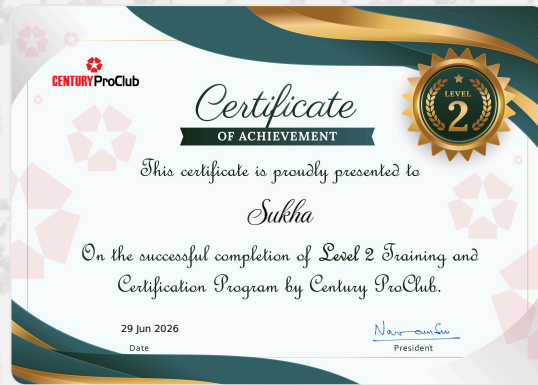 CENTURY ProClub
Certificate
OF ACHIEVEMENT
LEVEL
2
This certificate is proudly presented to
Sukha
On the successful completion of Level 2 Training and
Certification Program by Century ProClub.
29 Jun 2026
Date
President